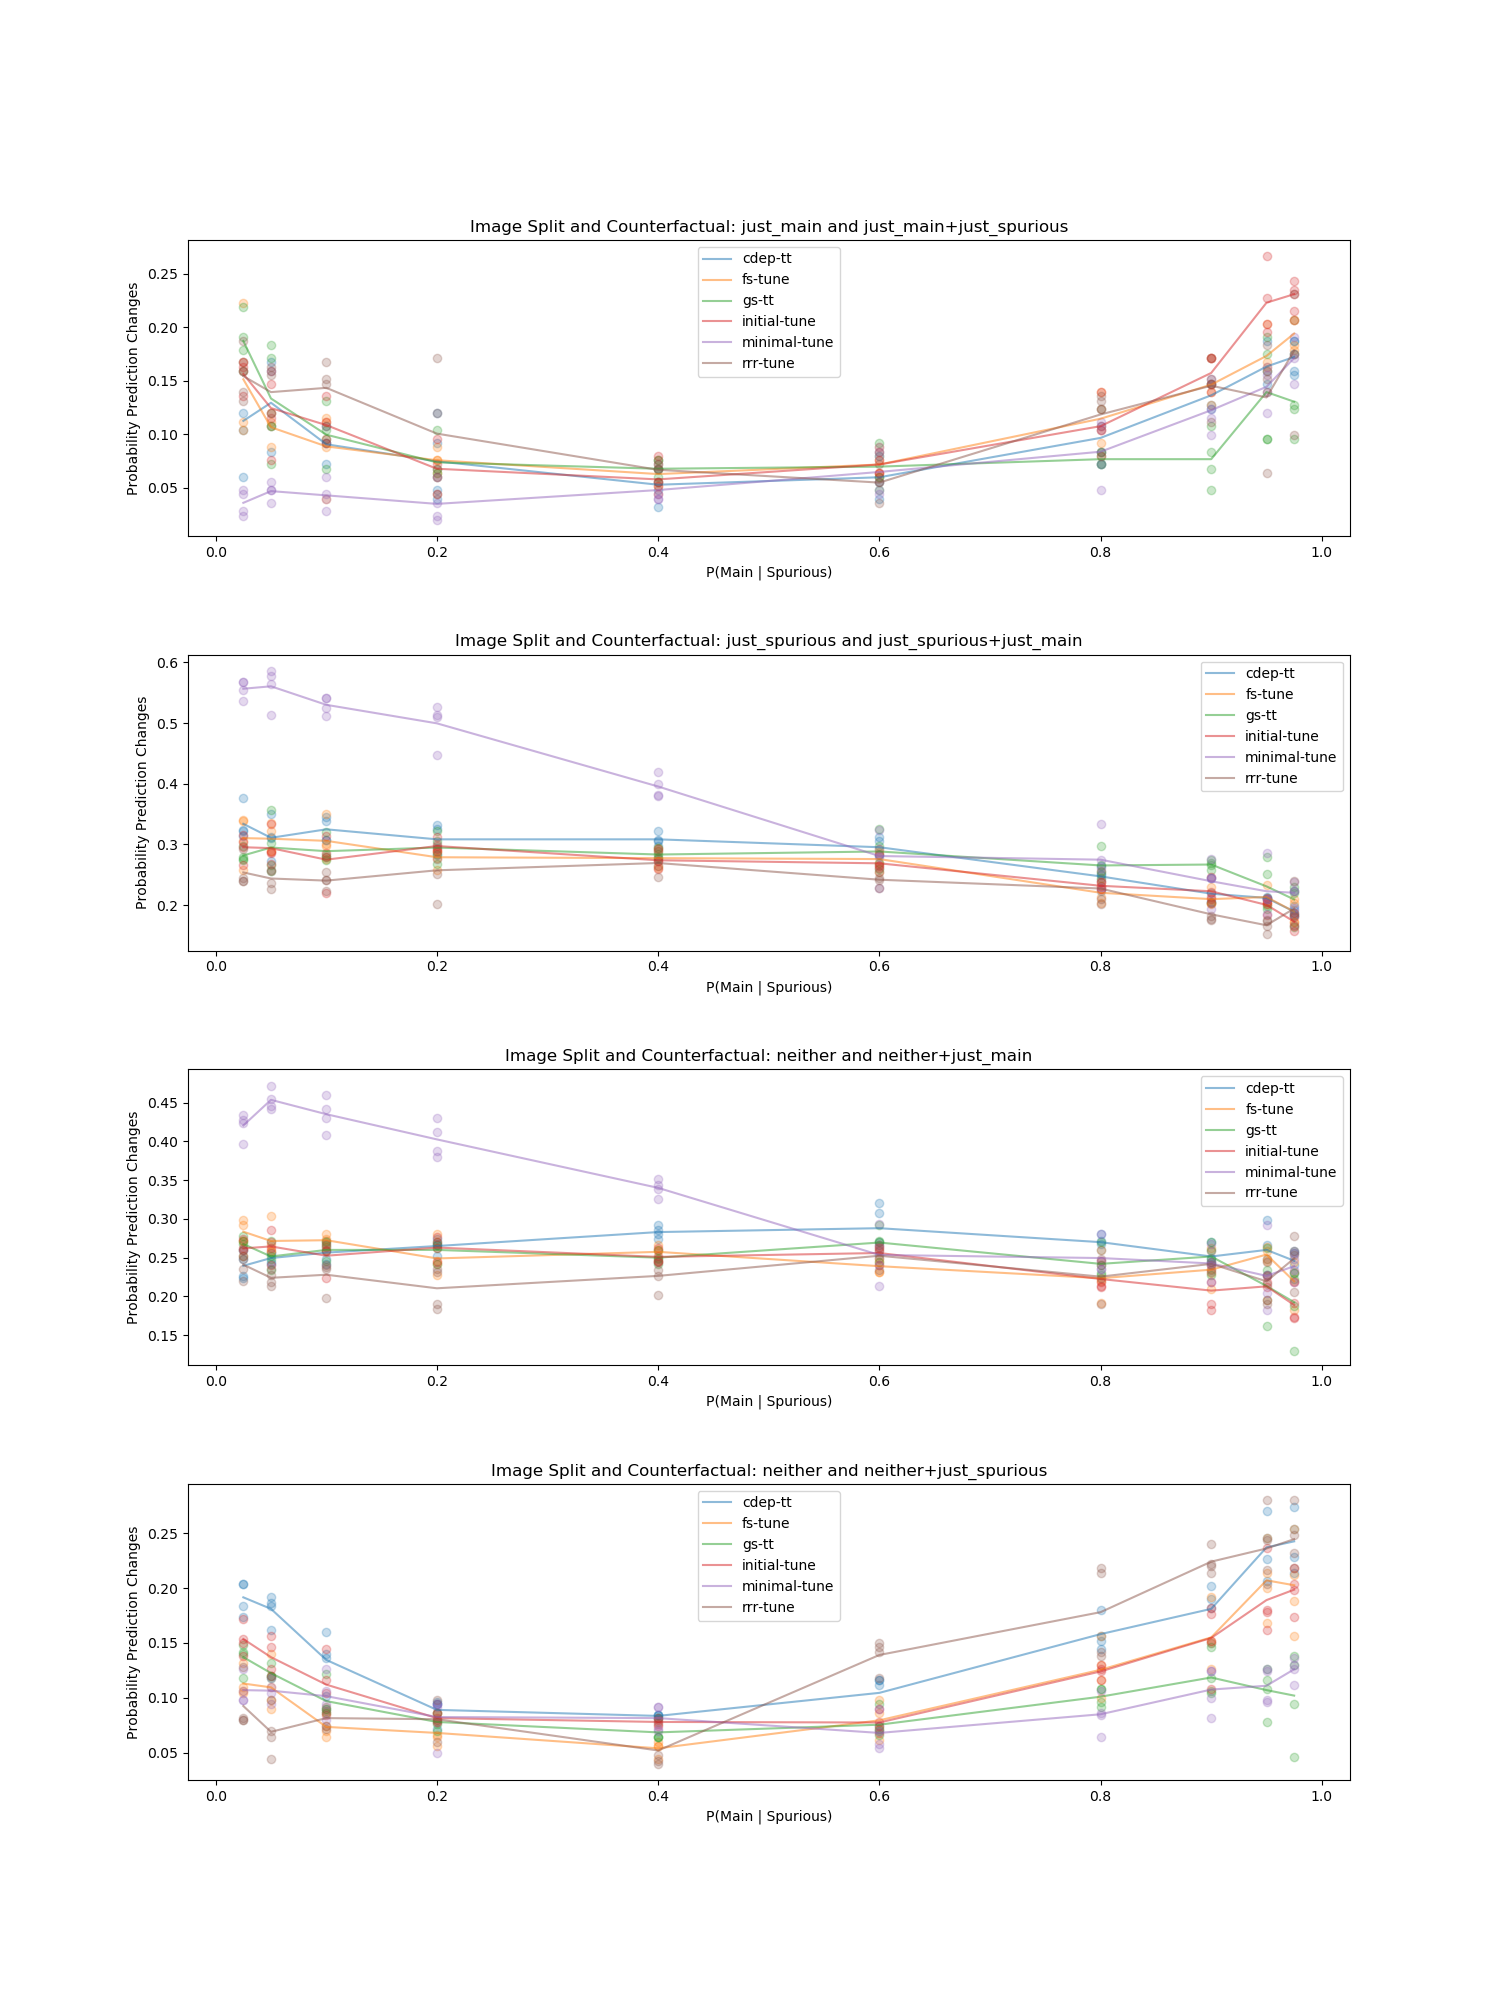 Image Split and Counterfactual: just_main and just_main+just_spurious
Probability Prediction Changes
0.25
0.20
0.15
0.10
0.05
cdep-tt
fs-tune
gs-tt
initial-tune
minimal-tune
rrr-tune
0.0 0.2 0.4 0.6 0.8 1.0
P(Main | Spurious)
Image Split and Counterfactual: just_spurious and just_spurious+just_main
Probability Prediction Changes
0.6
0.5
0.4
0.3
0.2
cdep-tt
fs-tune
gs-tt
initial-tune
minimal-tune
rrr-tune
0.0 0.2 0.4 0.6 0.8 1.0
P(Main | Spurious)
Image Split and Counterfactual: neither and neither+just_main
Probability Prediction Changes
0.45
0.40
0.35
0.30
0.25
0.20
0.15
cdep-tt
fs-tune
gs-tt
initial-tune
minimal-tune
rrr-tune
0.0 0.2 0.4 0.6 0.8 1.0
P(Main | Spurious)
Image Split and Counterfactual: neither and neither+just_spurious
Probability Prediction Changes
0.25
0.20
0.15
0.10
0.05
cdep-tt
fs-tune
gs-tt
initial-tune
minimal-tune
rrr-tune
0.0 0.2 0.4 0.6 0.8 1.0
P(Main | Spurious)